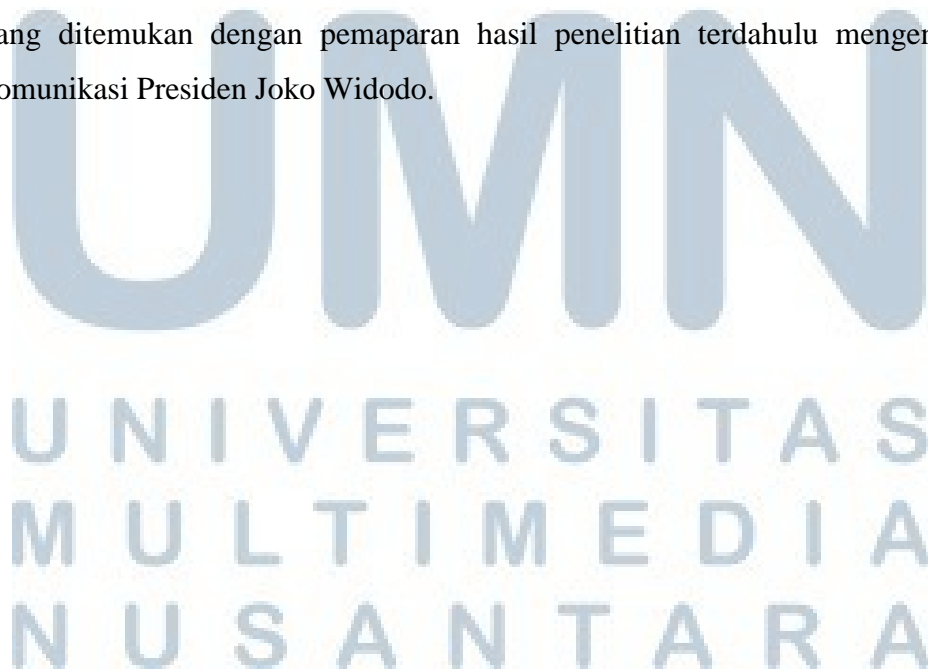 ang ditemukan dengan pemaparan hasil penelitian terdahulu menger
omunikasi Presiden Joko Widodo.
UMN
UNIVERSITAS
MULTIMEDIA
NUSANTARA